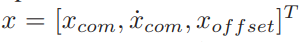 x = [x_{com}, \dot{x}_{com}, x_{offset}]^T